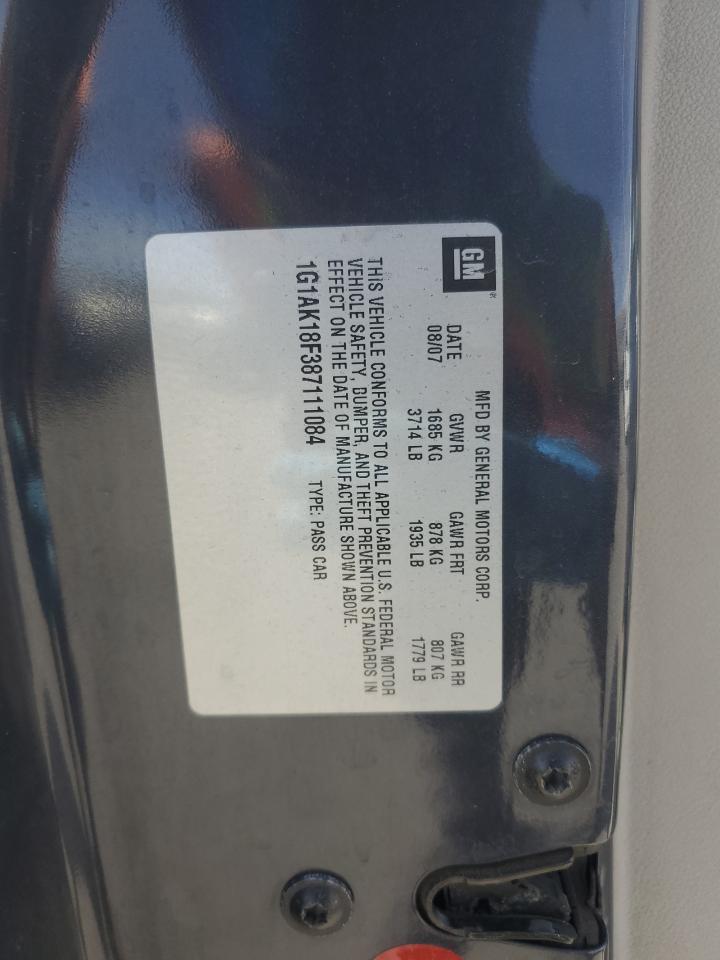 GM®
MFD BY GENERAL MOTORS CORP.
DATE GVWR GAWR FRT GAWR RR
08/07 1685 KG 878 KG 807 KG
3714 LB 1935 LB 1779 LB
THIS VEHICLE CONFORMS TO ALL APPLICABLE U.S. FEDERAL MOTOR
VEHICLE SAFETY, BUMPER, AND THEFT PREVENTION STANDARDS IN
EFFECT ON THE DATE OF MANUFACTURE SHOWN ABOVE.
1G1AK18F387111084 TYPE: PASS CAR